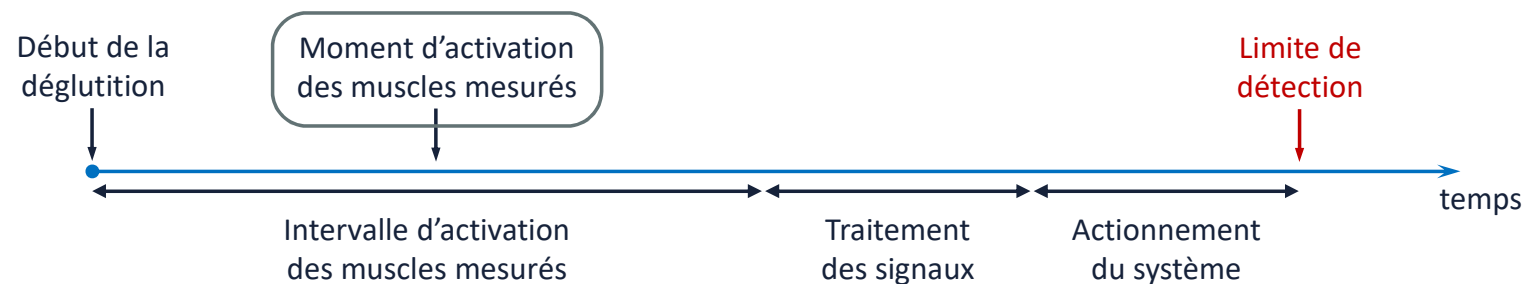 Début de la
déglutition
Moment d’activation
des muscles mesurés
Limite de
détection
temps
Intervalle d’activation
des muscles mesurés
Traitement
des signaux
Actionnement
du système